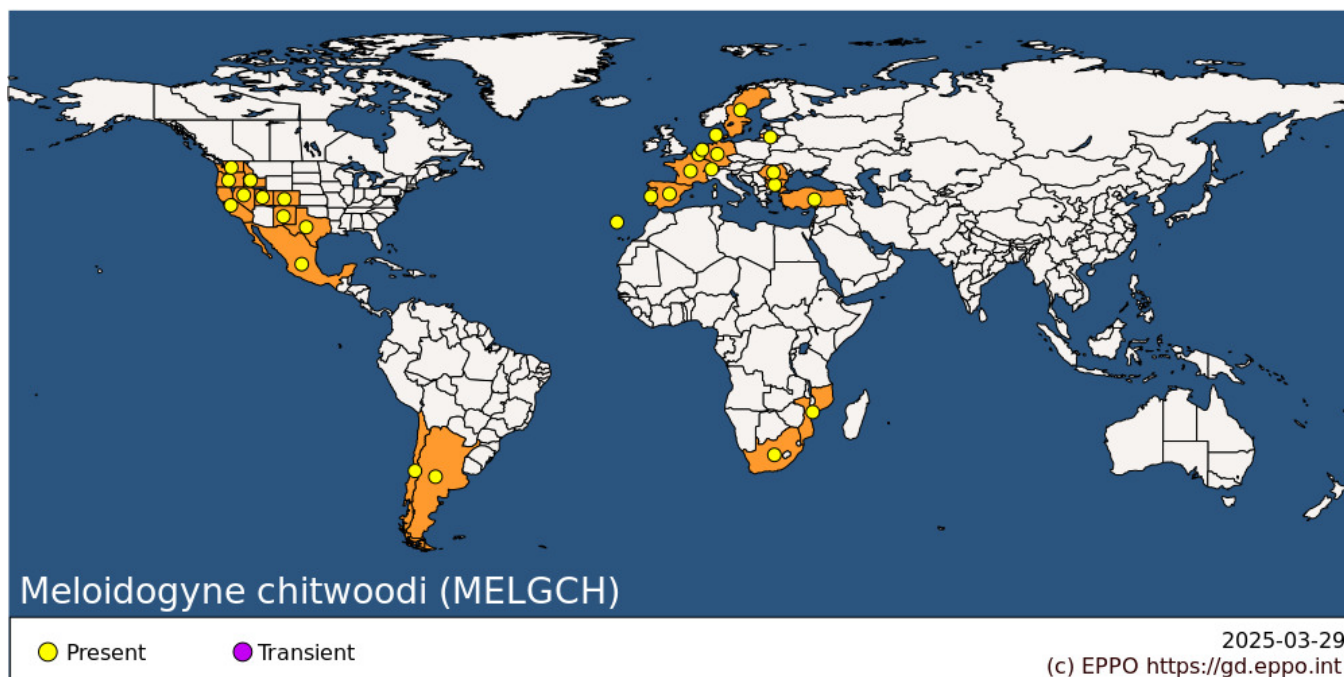 Meloidogyne chitwoodi (MELGCH)
Present
Transient
2025-03-29
(c) EPPO https://gd.eppo.int